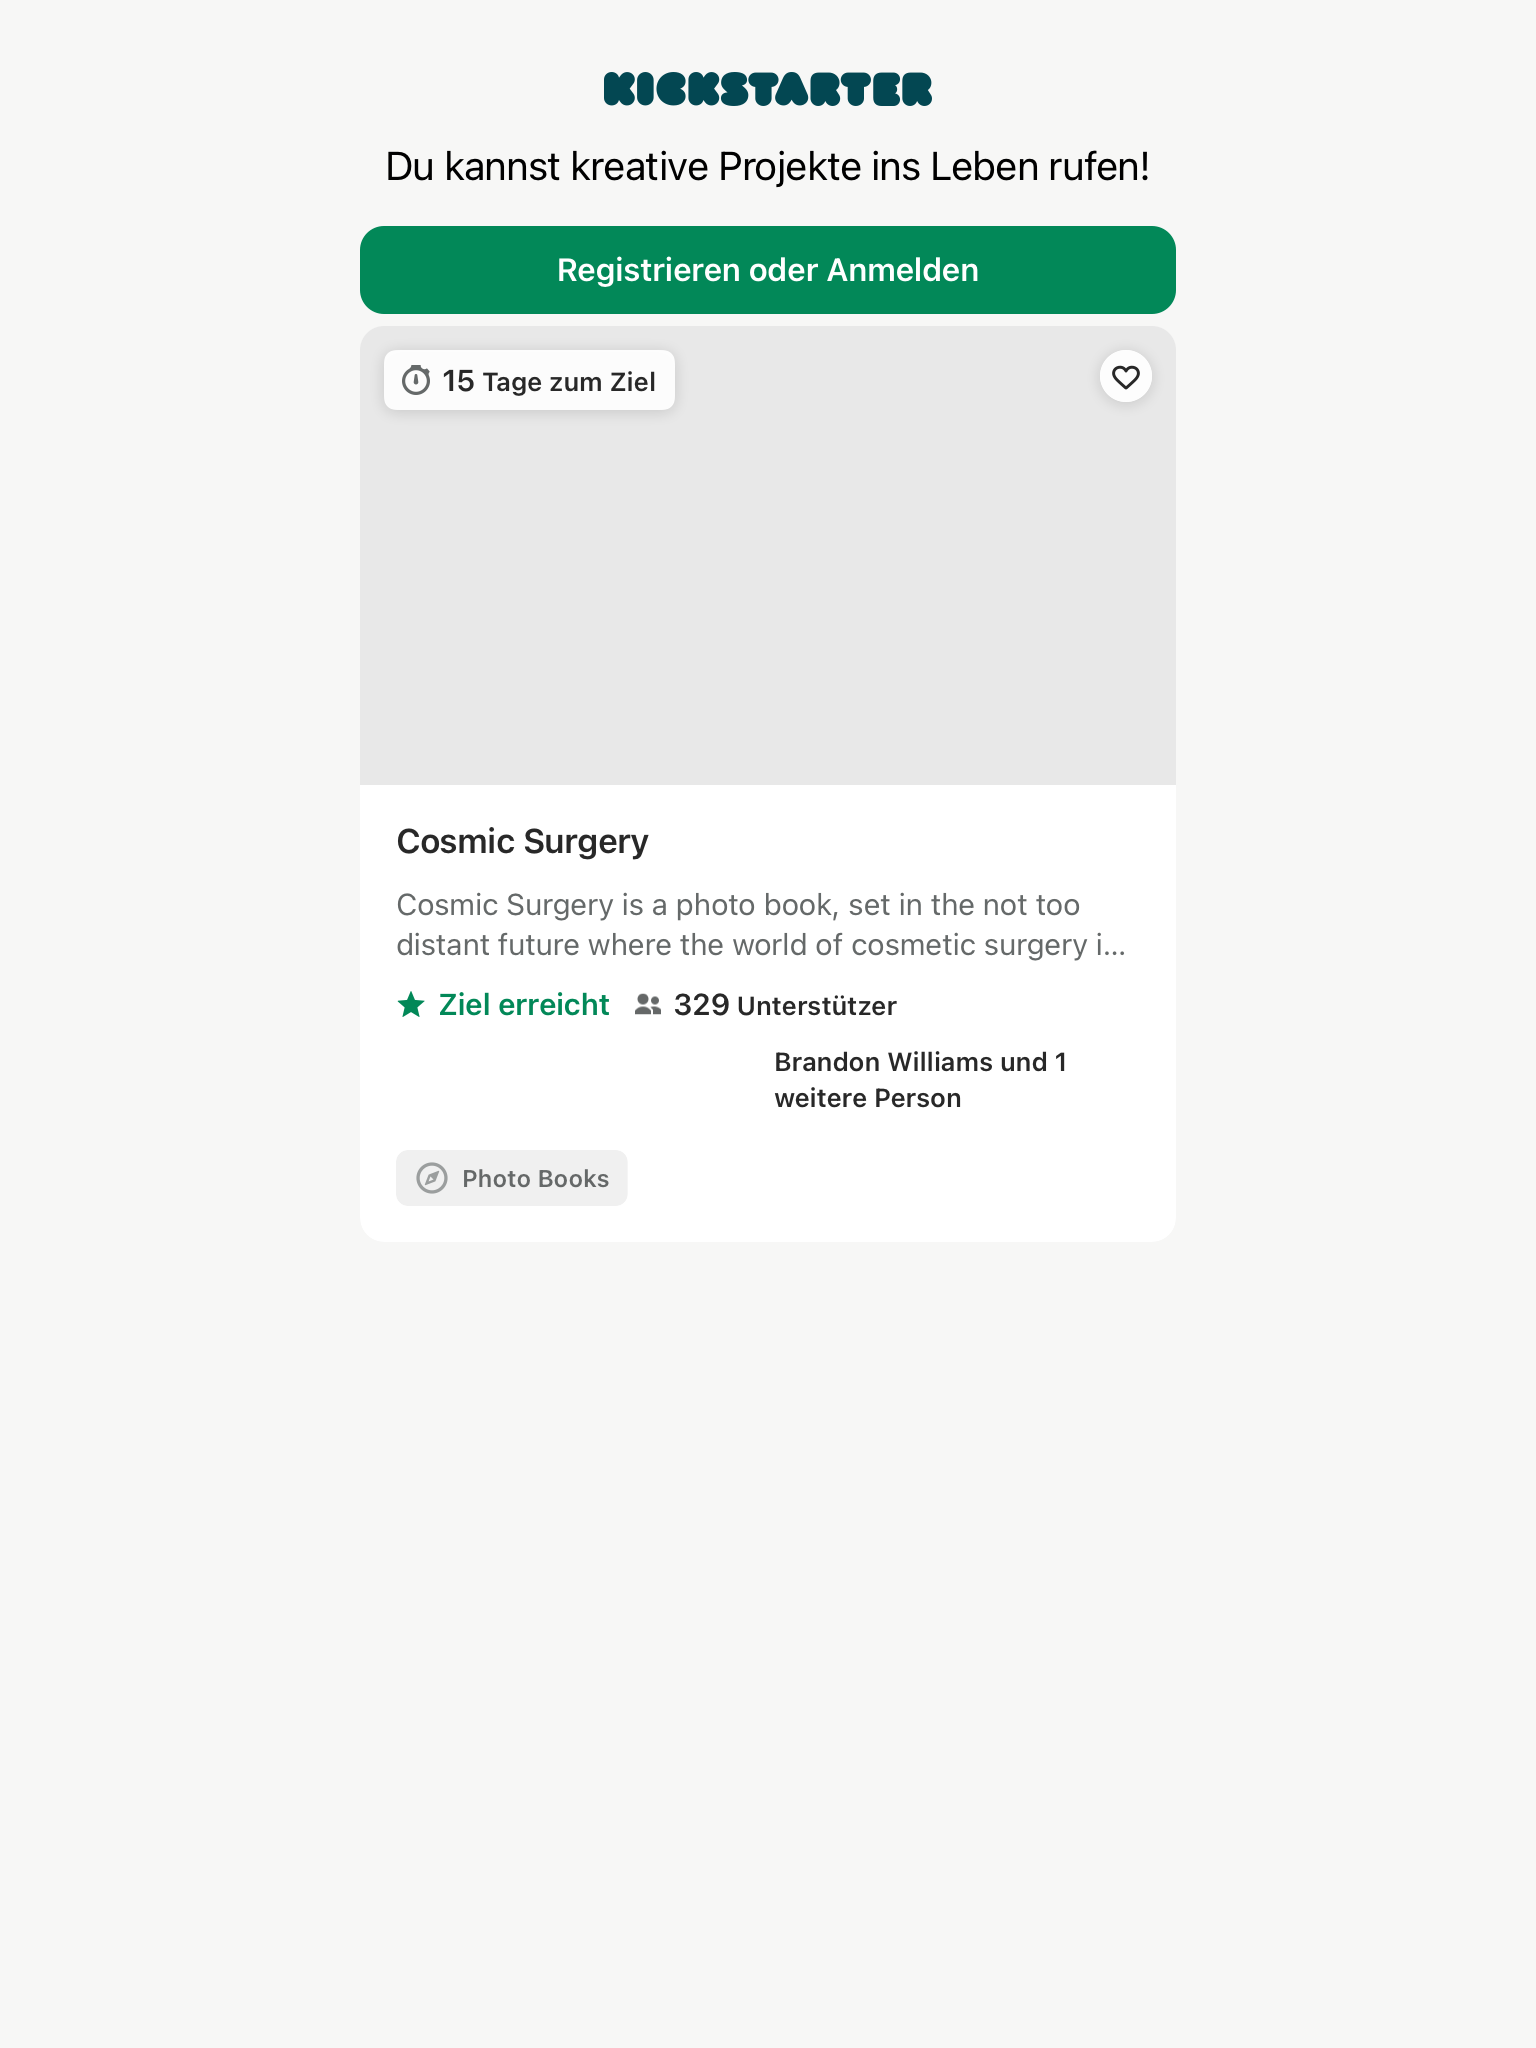 KICKSTARTER
Du kannst kreative Projekte ins Leben rufen!
Registrieren oder Anmelden
15 Tage zum Ziel
Cosmic Surgery
Cosmic Surgery is a photo book, set in the not too
distant future where the world of cosmetic surgery i...
Ziel erreicht 329 Unterstützer
Brandon Williams und 1
weitere Person
Photo Books